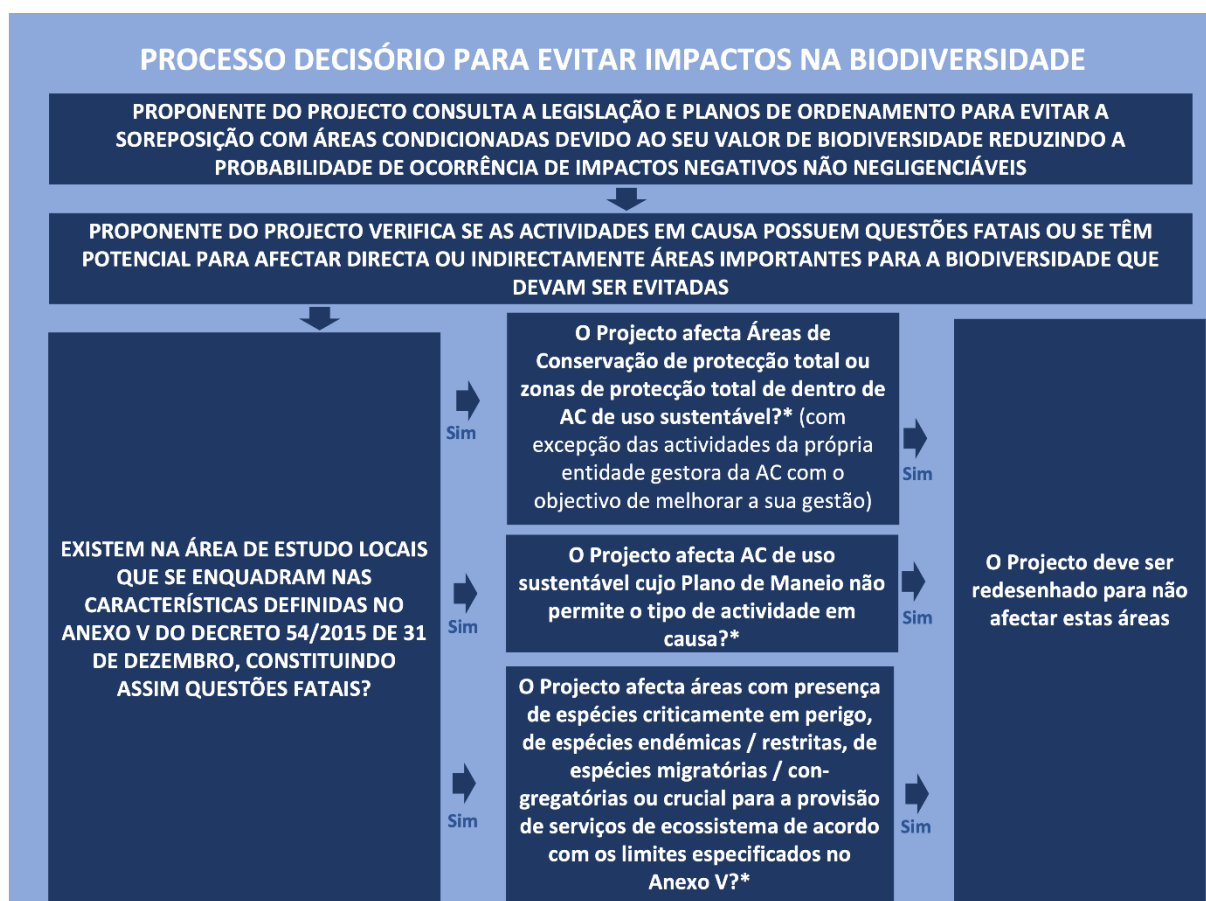 PROCESSO DECISÓRIO PARA EVITAR IMPACTOS NA BIODIVERSIDADE
PROPONENTE DO PROJECTO CONSULTA A LEGISLAÇÃO E PLANOS DE ORDENAMENTO PARA EVITAR A
SOREPOSIÇÃO COM ÁREAS CONDICIONADAS DEVIDO AO SEU VALOR DE BIODIVERSIDADE REDUZINDO A
PROBABILIDADE DE OCORRÊNCIA DE IMPACTOS NEGATIVOS NÃO NEGLIGENCIÁVEIS
PROPONENTE DO PROJECTO VERIFICA SE AS ACTIVIDADES EM CAUSA POSSUEM QUESTÕES FATAIS OU SE TÊM
POTENCIAL PARA AFECTAR DIRECTA OU INDIRECTAMENTE ÁREAS IMPORTANTES PARA A BIODIVERSIDADE QUE
DEVAM SER EVITADAS
EXISTEM NA ÁREA DE ESTUDO LOCAIS
QUE SE ENQUADRAM NAS
CARACTERÍSTICAS DEFINIDAS NO
ANEXO V DO DECRETO 54/2015 DE 31
DE DEZEMBRO, CONSTITUINDO
ASSIM QUESTÕES FATAIS?
Sim
O Projecto afecta Áreas de
Conservação de protecção total ou
zonas de protecção total de dentro de
AC de uso sustentável?* (com
excepção das actividades da própria
entidade gestora da AC com o
objectivo de melhorar a sua gestão)
Sim
Sim
O Projecto afecta AC de uso
sustentável cujo Plano de Maneio não
permite o tipo de actividade em
causa?*
Sim
Sim
O Projecto afecta áreas com presença
de espécies criticamente em perigo,
de espécies endémicas / restritas, de
espécies migratórias / con-
gregatórias ou crucial para a provisão
de serviços de ecossistema de acordo
com os limites especificados no
Anexo V?*
Sim
O Projecto deve ser
redesenhado para não
afectar estas áreas